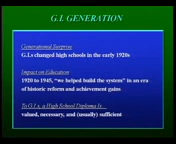 G.I. GENERATION
Generational Surprise
G.I.s changed high schools in the early 1920s
Impact on Education
1920 to 1945, "we helped build the system" in an era
of historic reform and achievement gains
To G.I.s, a High School Diploma Is...
valued, necessary, and (usually) sufficient